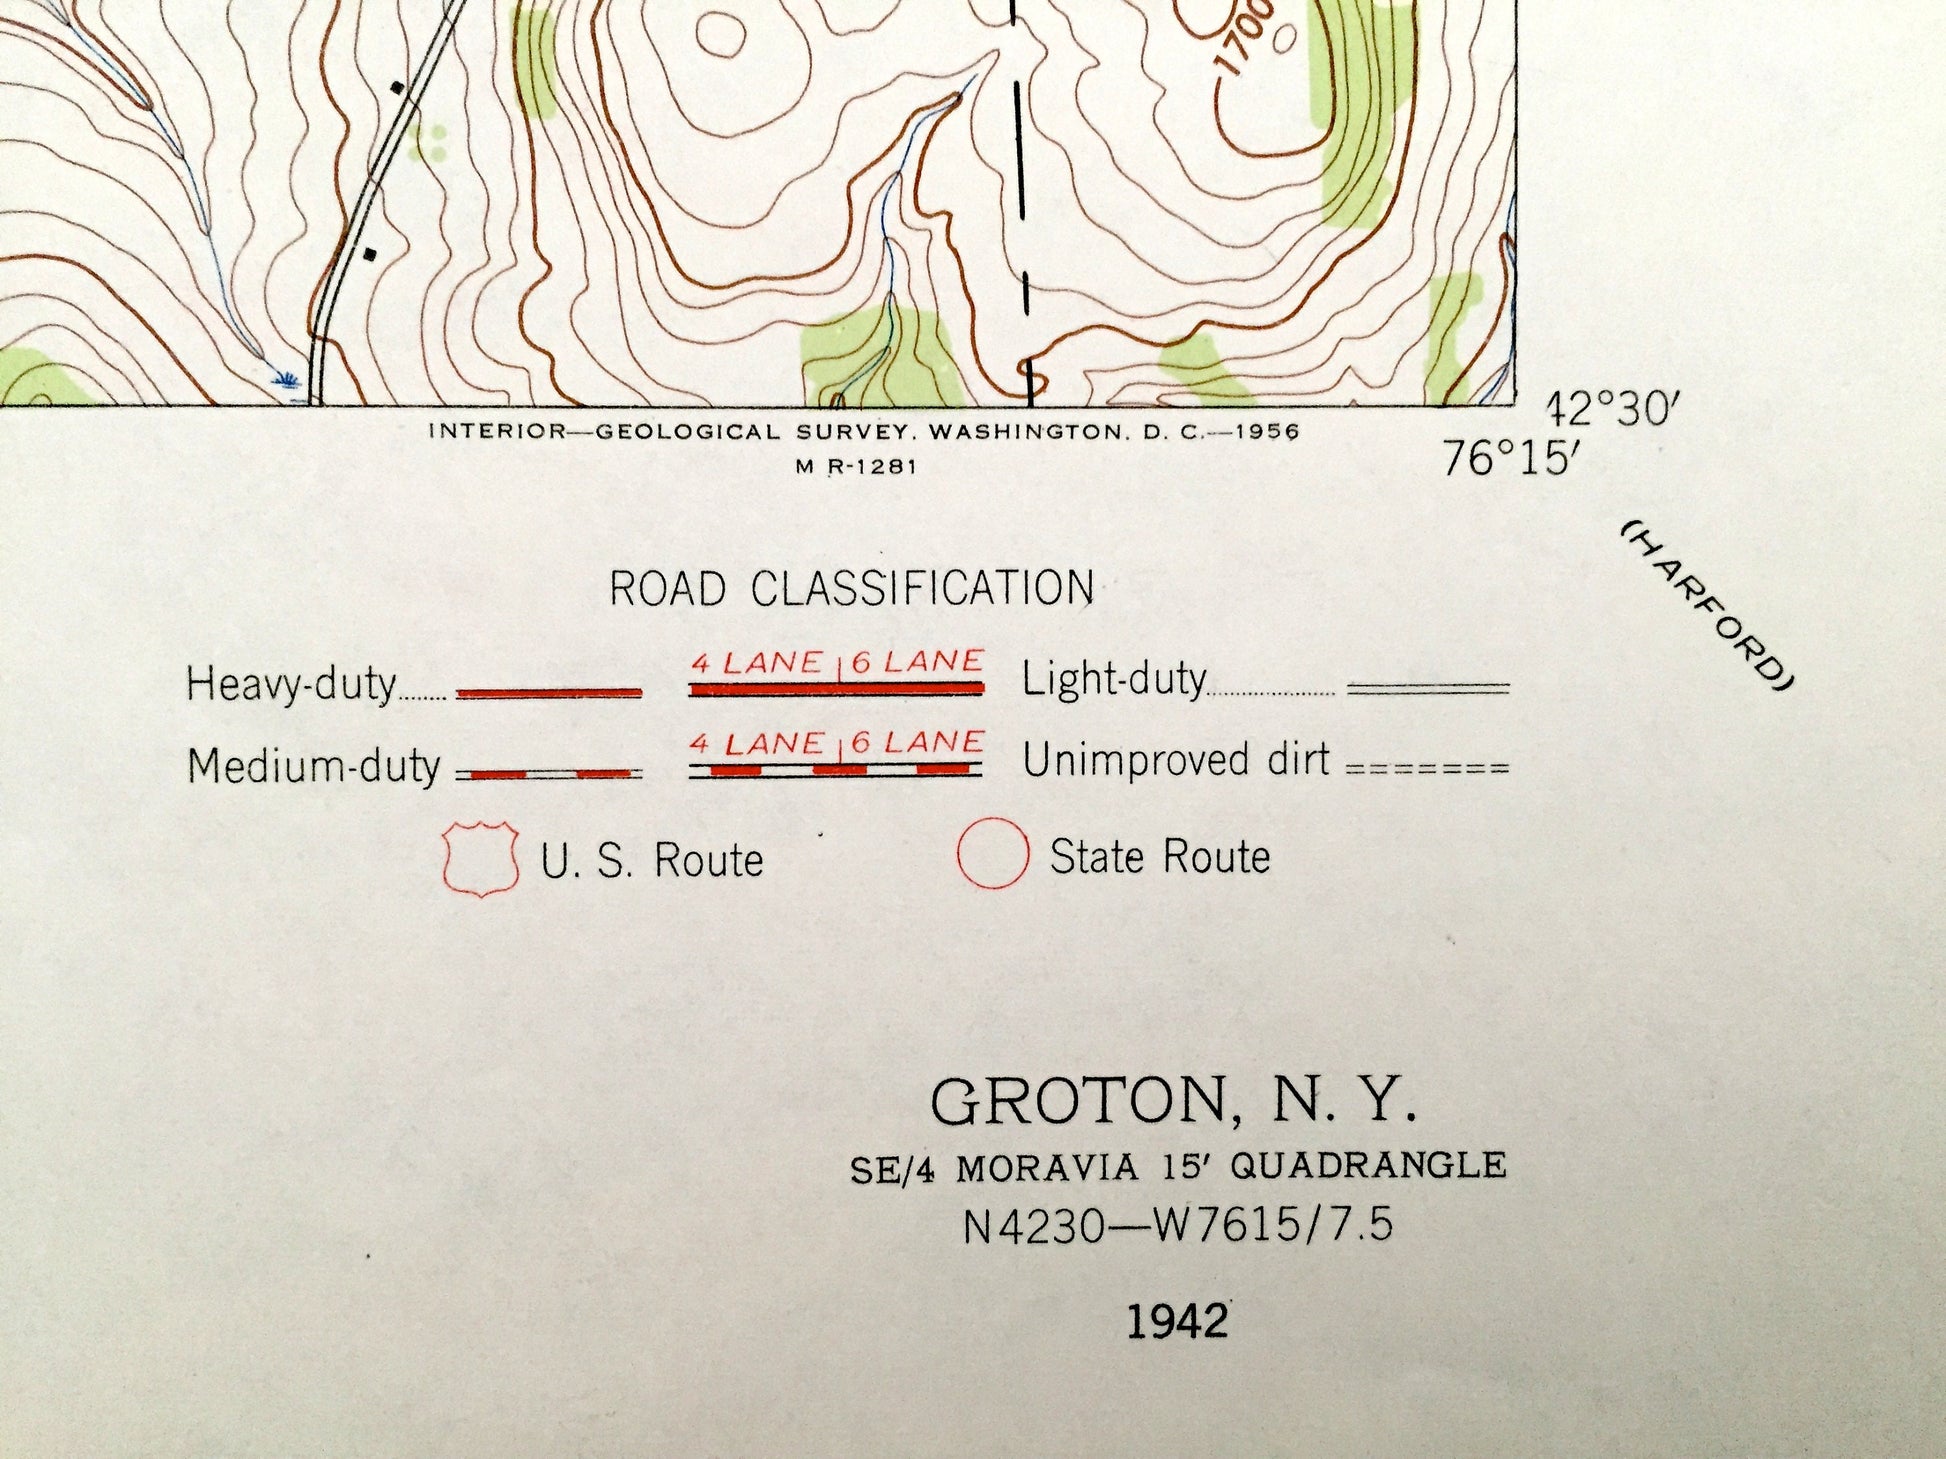 1700
INTERIOR—GEOLOGICAL SURVEY, WASHINGTON, D. C.—1956
M R-1281
42°30′
76°15′
(HARFORD)
ROAD CLASSIFICATION
Heavy-duty........ 4 LANE | 6 LANE Light-duty........
Medium-duty 4 LANE | 6 LANE Unimproved dirt
U. S. Route State Route
GROTON, N. Y.
SE/4 MORAVIA 15′ QUADRANGLE
N4230—W7615/7.5
1942